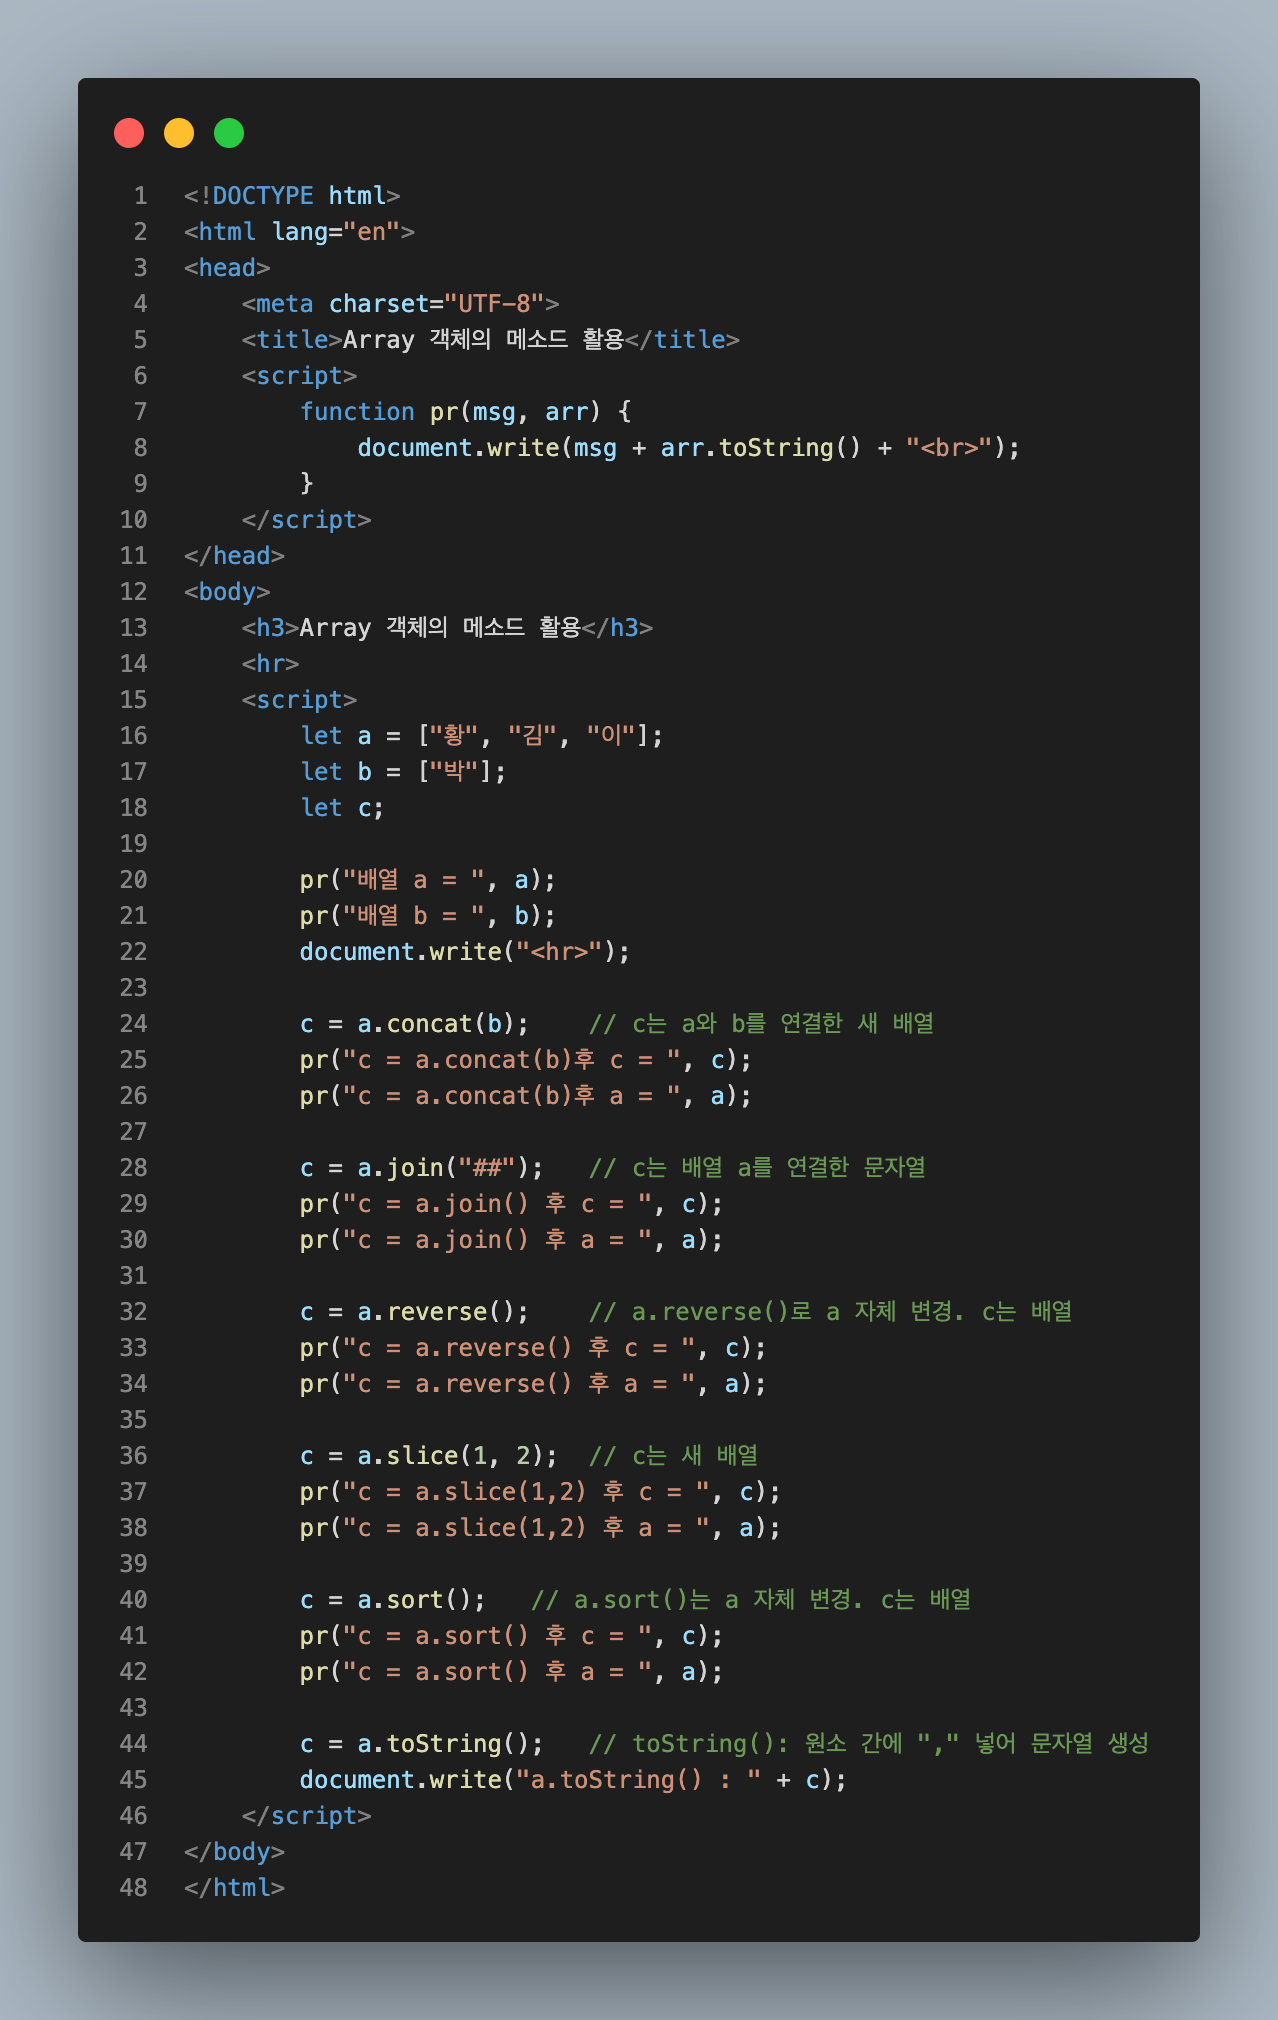 1 <!DOCTYPE html>
2 <html lang="en">
3 <head>
4     <meta charset="UTF-8">
5     <title>Array 객체의 메소드 활용</title>
6     <script>
7         function pr(msg, arr) {
8             document.write(msg + arr.toString() + "<br>");
9         }
10     </script>
11 </head>
12 <body>
13     <h3>Array 객체의 메소드 활용</h3>
14     <hr>
15     <script>
16         let a = ["황", "김", "이"];
17         let b = ["박"];
18         let c;
19
20         pr("배열 a = ", a);
21         pr("배열 b = ", b);
22         document.write("<hr>");
23
24         c = a.concat(b);    // c는 a와 b를 연결한 새 배열
25         pr("c = a.concat(b)후 c = ", c);
26         pr("c = a.concat(b)후 a = ", a);
27
28         c = a.join("##");   // c는 배열 a를 연결한 문자열
29         pr("c = a.join() 후 c = ", c);
30         pr("c = a.join() 후 a = ", a);
31
32         c = a.reverse();    // a.reverse()로 a 자체 변경. c는 배열
33         pr("c = a.reverse() 후 c = ", c);
34         pr("c = a.reverse() 후 a = ", a);
35
36         c = a.slice(1, 2);  // c는 새 배열
37         pr("c = a.slice(1,2) 후 c = ", c);
38         pr("c = a.slice(1,2) 후 a = ", a);
39
40         c = a.sort();   // a.sort()는 a 자체 변경. c는 배열
41         pr("c = a.sort() 후 c = ", c);
42         pr("c = a.sort() 후 a = ", a);
43
44         c = a.toString();   // toString(): 원소 간에 "," 넣어 문자열 생성
45         document.write("a.toString() : " + c);
46     </script>
47 </body>
48 </html>